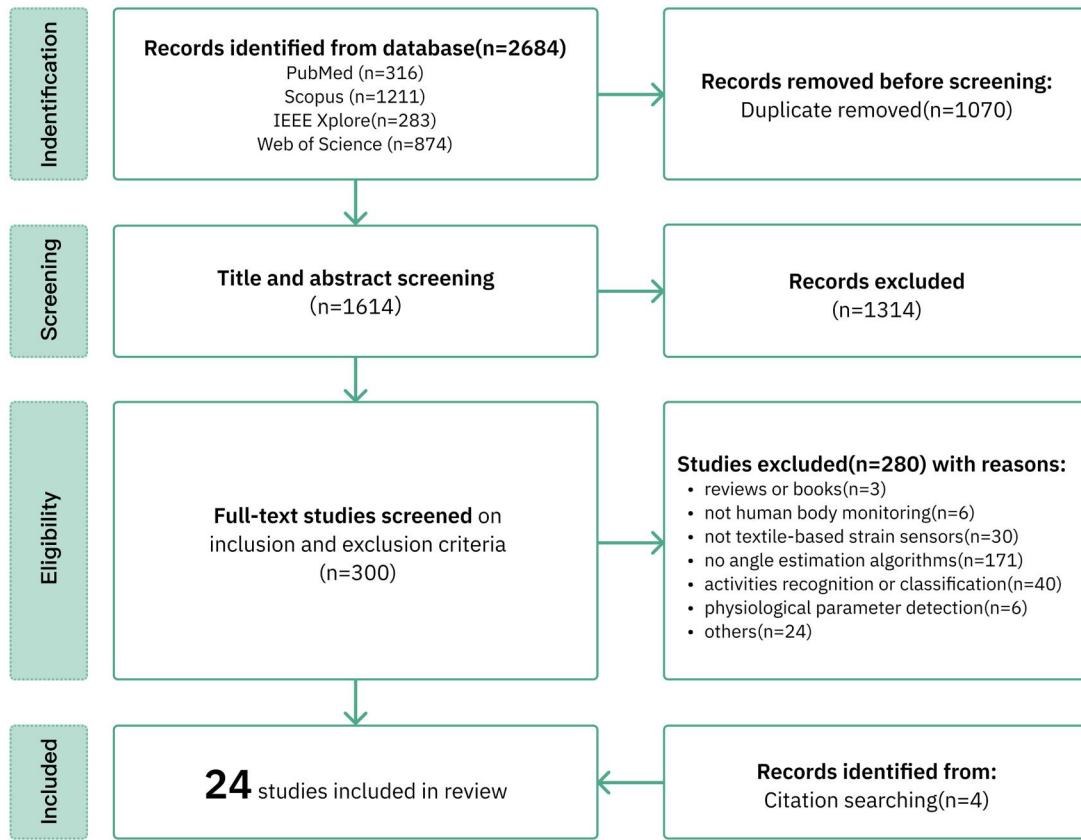 Indentification
Records identified from database(n=2684)
PubMed (n=316)
Scopus (n=1211)
IEEE Xplore(n=283)
Web of Science (n=874)
Records removed before screening:
Duplicate removed(n=1070)
Screening
Title and abstract screening
(n=1614)
Records excluded
(n=1314)
Eligibility
Full-text studies screened on
inclusion and exclusion criteria
(n=300)
Studies excluded(n=280) with reasons:
• reviews or books(n=3)
• not human body monitoring(n=6)
• not textile-based strain sensors(n=30)
• no angle estimation algorithms(n=171)
• activities recognition or classification(n=40)
• physiological parameter detection(n=6)
• others(n=24)
Included
24 studies included in review
Records identified from:
Citation searching(n=4)